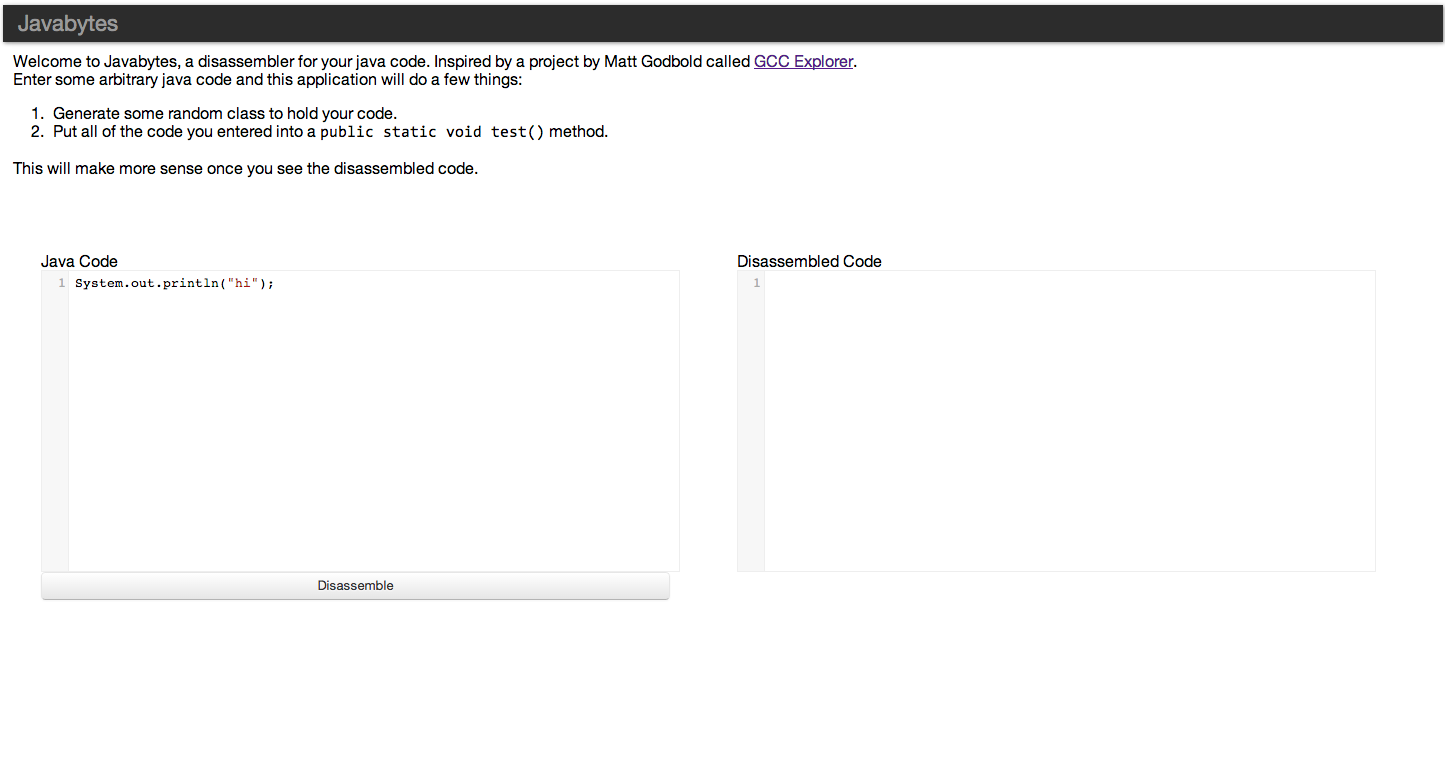 Javabytes
Welcome to Javabytes, a disassembler for your java code. Inspired by a project by Matt Godbold called GCC Explorer.
Enter some arbitrary java code and this application will do a few things:
1. Generate some random class to hold your code.
2. Put all of the code you entered into a public static void test() method.
This will make more sense once you see the disassembled code.
Java Code
1 System.out.println("hi");
Disassemble
Disassembled Code
1